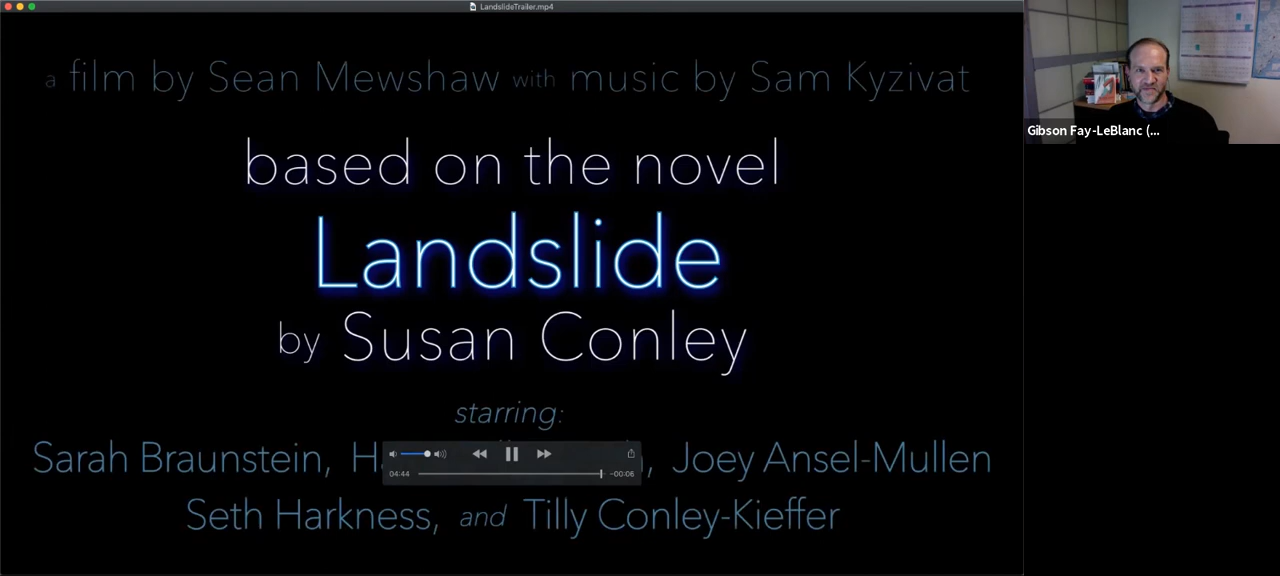 LandslideTrailer.mp4
a film by Sean Mewshaw with music by Sam Kyzivat
based on the novel
Landslide
by Susan Conley
starring:
Sarah Braunstein, Joey Ansel-Mullen
Seth Harkness, and Tilly Conley-Kieffer
04:44
-00:06
Gibson Fay-LeBlanc (...